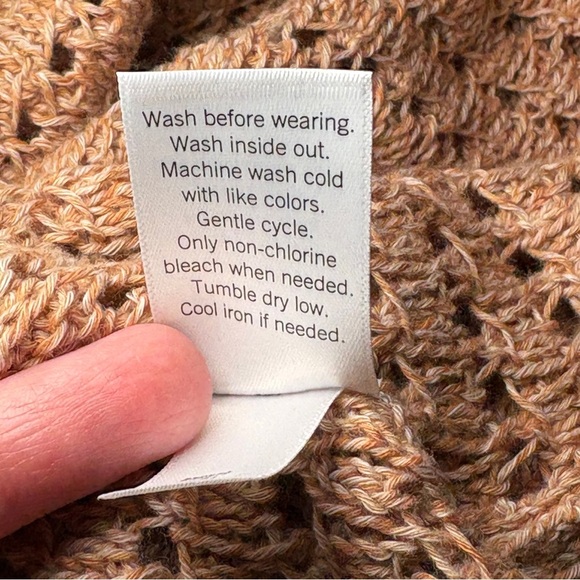 Wash before wearing.
Wash inside out.
Machine wash cold
with like colors.
Gentle cycle.
Only non-chlorine
bleach when needed.
Tumble dry low.
Cool iron if needed.